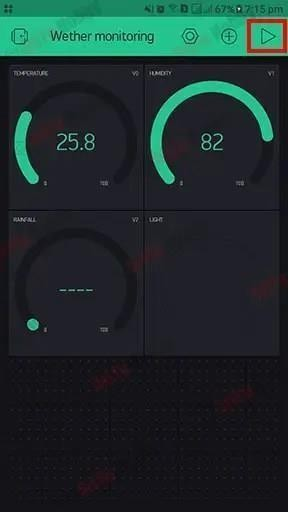 67% 7:15 pm
Wether monitoring
TEMPERATURE V0
HUMIDITY V1
25.8
82
0 100
0 100
RAINFALL V2
LIGHT
----
0 100